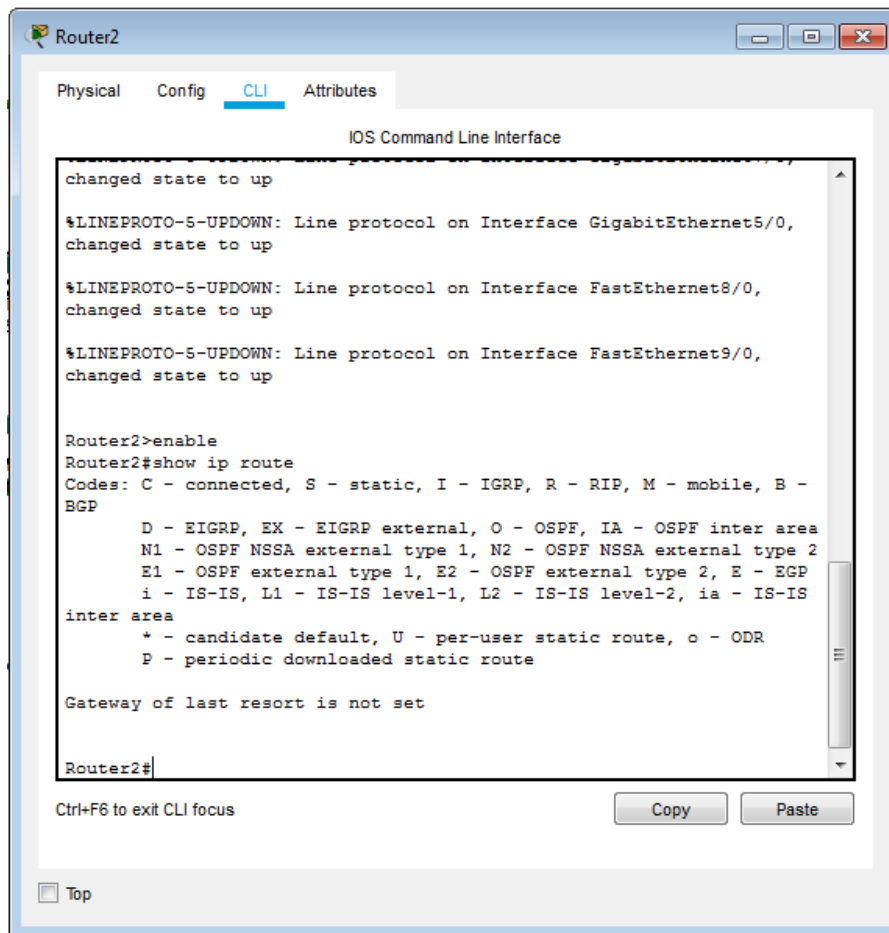 Router2
Physical Config CLI Attributes
IOS Command Line Interface
changed state to up
%LINEPROTO-5-UPDOWN: Line protocol on Interface GigabitEthernet5/0,
changed state to up
%LINEPROTO-5-UPDOWN: Line protocol on Interface FastEthernet8/0,
changed state to up
%LINEPROTO-5-UPDOWN: Line protocol on Interface FastEthernet9/0,
changed state to up
Router2>enable
Router2#show ip route
Codes: C - connected, S - static, I - IGRP, R - RIP, M - mobile, B -
BGP
D - EIGRP, EX - EIGRP external, O - OSPF, IA - OSPF inter area
N1 - OSPF NSSA external type 1, N2 - OSPF NSSA external type 2
E1 - OSPF external type 1, E2 - OSPF external type 2, E - EGP
i - IS-IS, L1 - IS-IS level-1, L2 - IS-IS level-2, ia - IS-IS
inter area
* - candidate default, U - per-user static route, o - ODR
P - periodic downloaded static route
Gateway of last resort is not set
Router2#
Ctrl+F6 to exit CLI focus
Copy Paste
Top